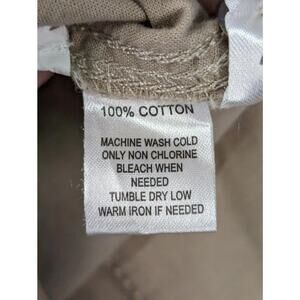 100% COTTON
MACHINE WASH COLD
ONLY NON CHLORINE
BLEACH WHEN
NEEDED
TUMBLE DRY LOW
WARM IRON IF NEEDED